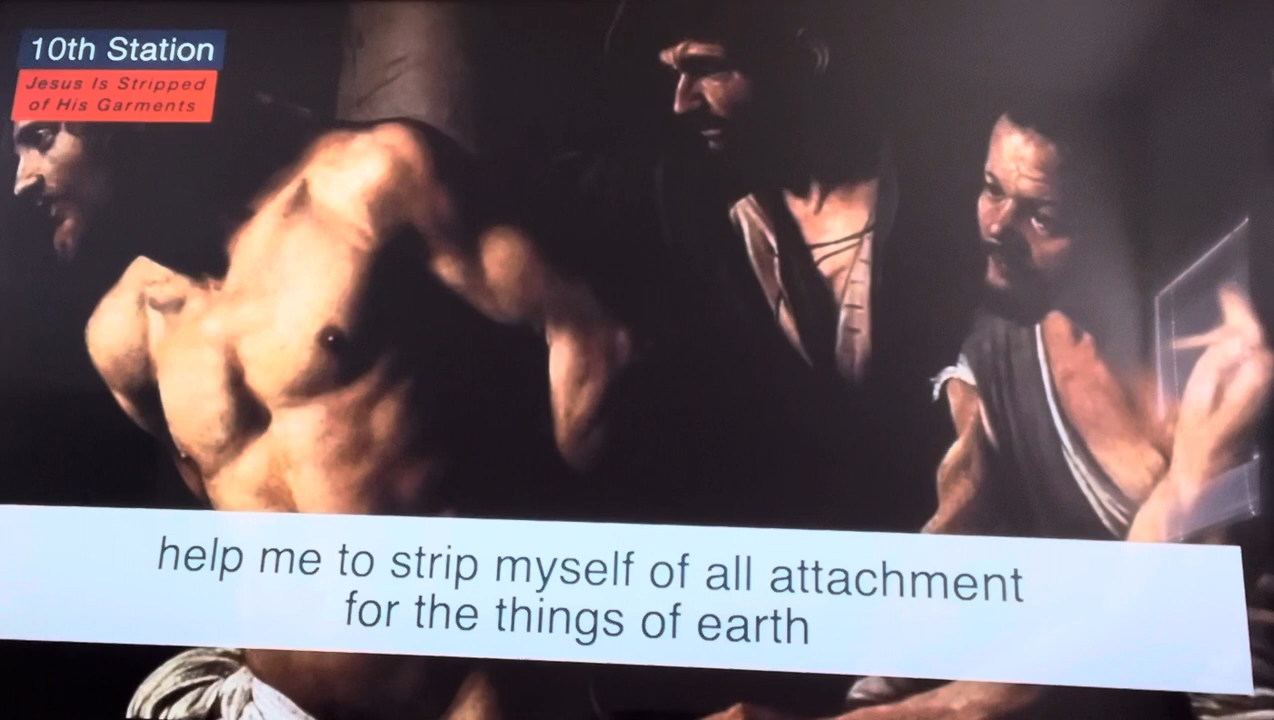 10th Station
Jesus Is Stripped
of His Garments
help me to strip myself of all attachment
for the things of earth